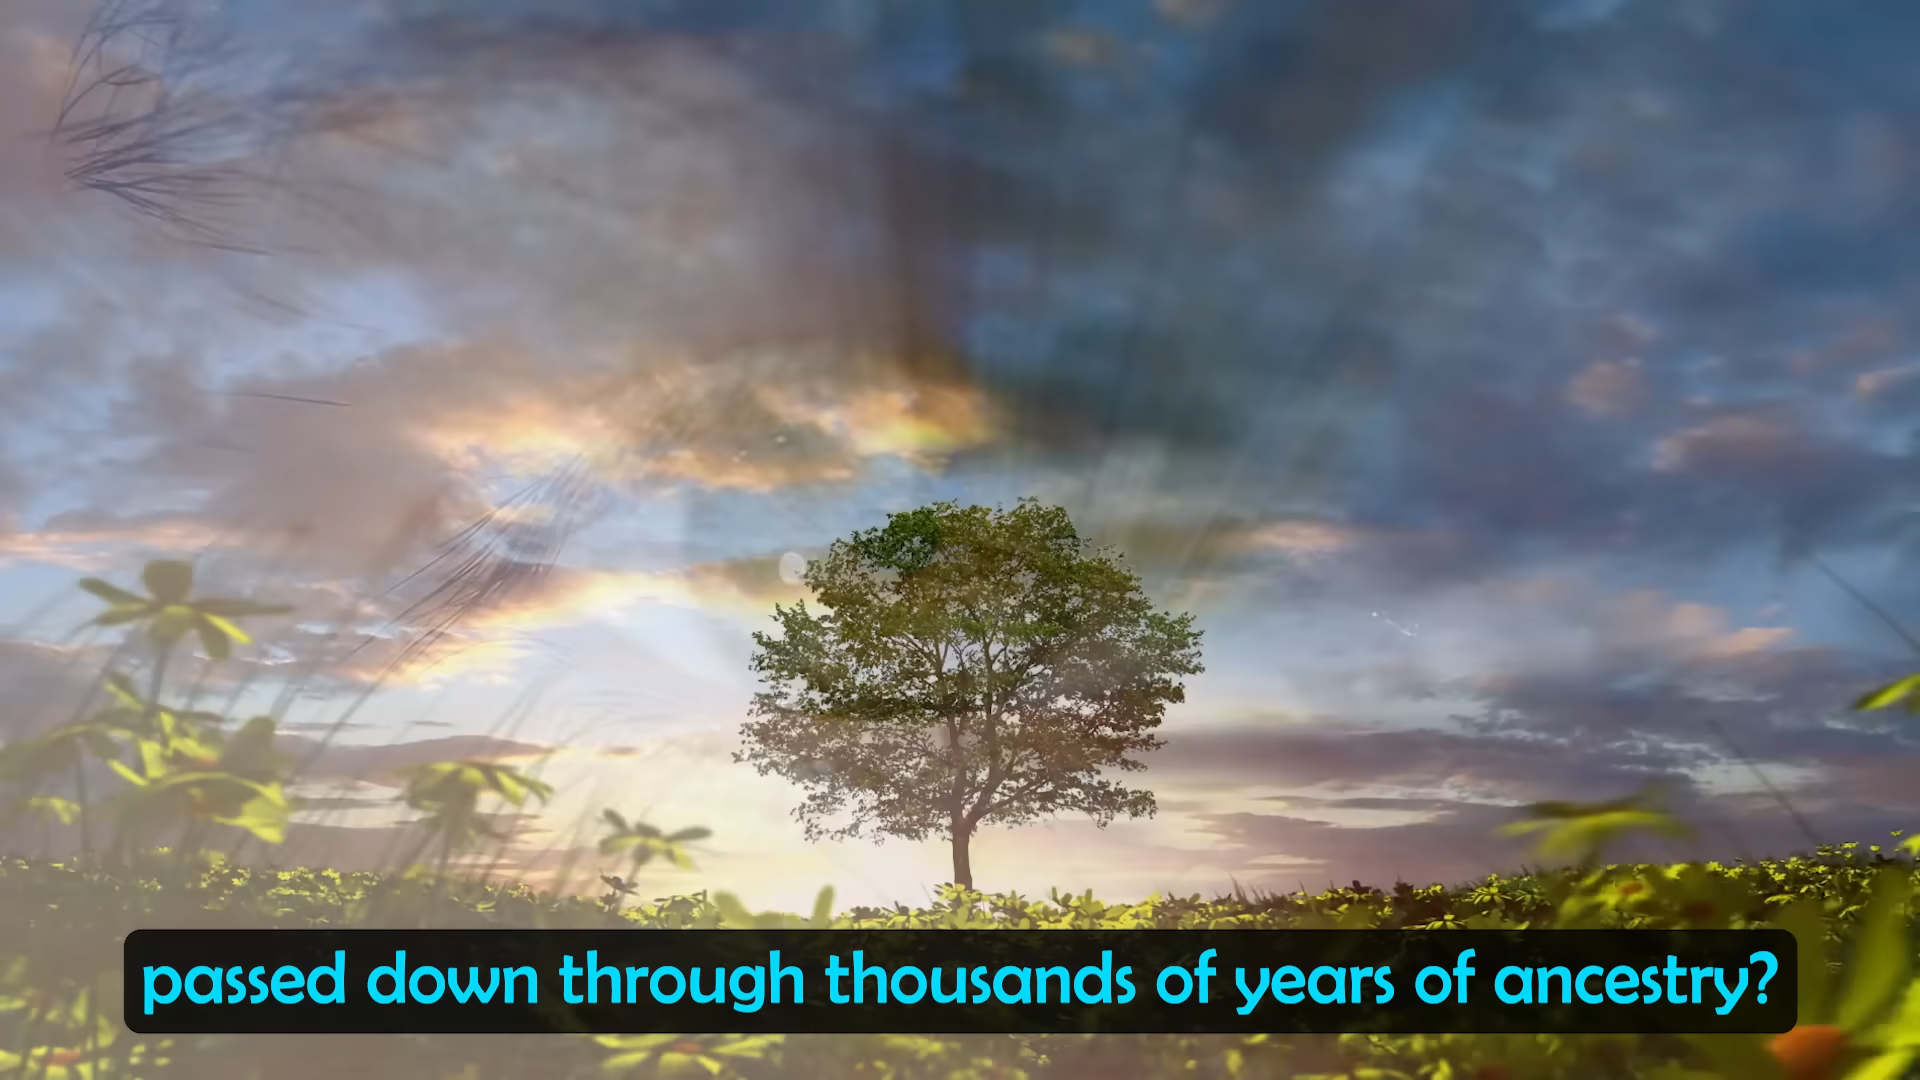 passed down through thousands of years of ancestry?